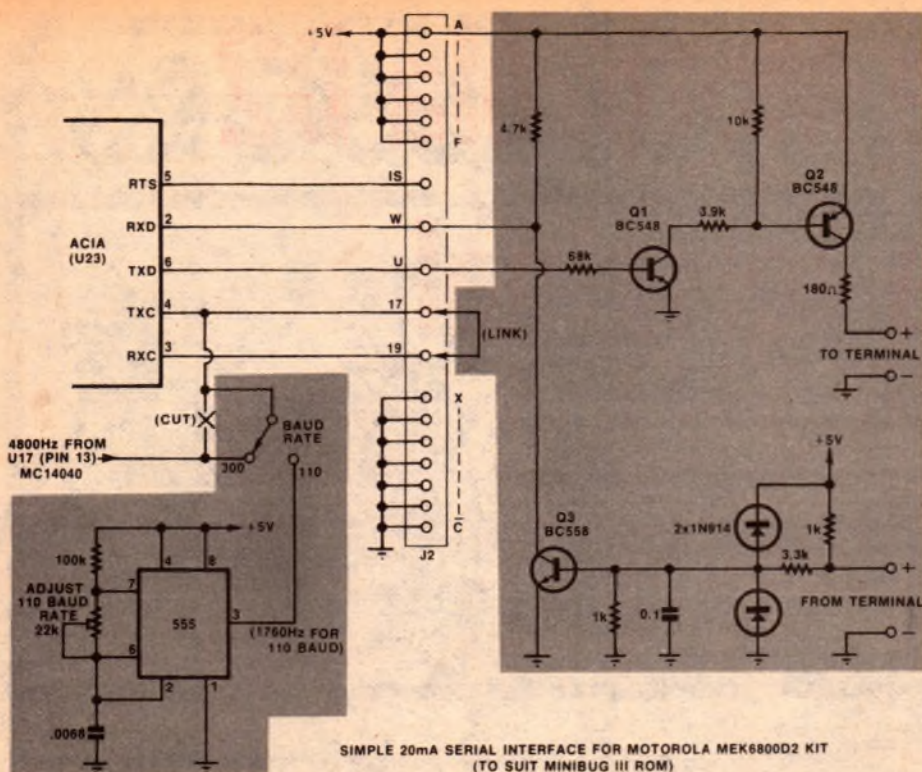 +5V
A
F
4.7k
10k
Q2
BC548
Q1
BC548
3.9k
68k
180Ω
+
TO TERMINAL
−
ACIA
(U23)
RTS
5
IS
RXD
2
W
TXD
6
U
TXC
4
17
(LINK)
RXC
3
19
X
C
J2
(CUT)
BAUD
RATE
300
110
4800Hz FROM
U17 (PIN 13)
MC14040
+5V
100k
4
8
7
ADJUST
110 BAUD
RATE
22k
555
3
(1760Hz FOR
110 BAUD)
6
2
1
.0068
+5V
Q3
BC558
2x1N914
1k
3.3k
+
FROM TERMINAL
1k
0.1
−
SIMPLE 20mA SERIAL INTERFACE FOR MOTOROLA MEK6800D2 KIT
(TO SUIT MINIBUG III ROM)